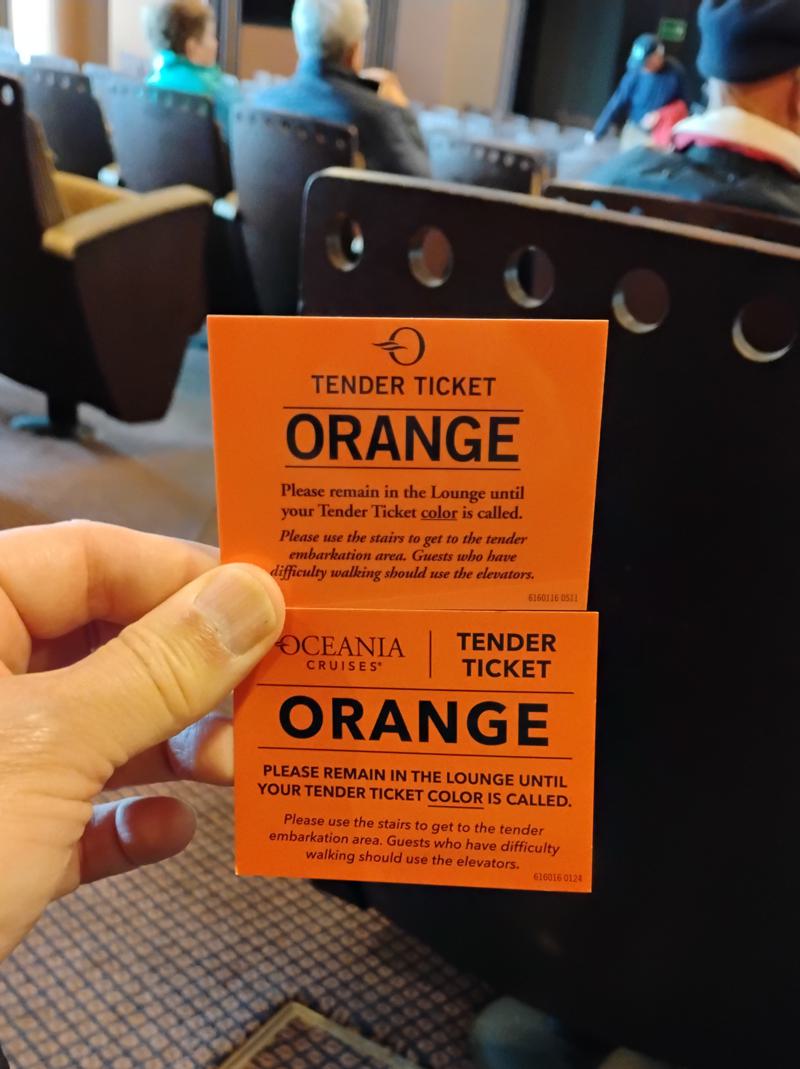 TENDER TICKET
ORANGE
Please remain in the Lounge until
your Tender Ticket color is called.
Please use the stairs to get to the tender
embarkation area. Guests who have
difficulty walking should use the elevators.
6160116 0511
OCEANIA
CRUISES®
TENDER
TICKET
ORANGE
PLEASE REMAIN IN THE LOUNGE UNTIL
YOUR TENDER TICKET COLOR IS CALLED.
Please use the stairs to get to the tender
embarkation area. Guests who have difficulty
walking should use the elevators.
616016 0124